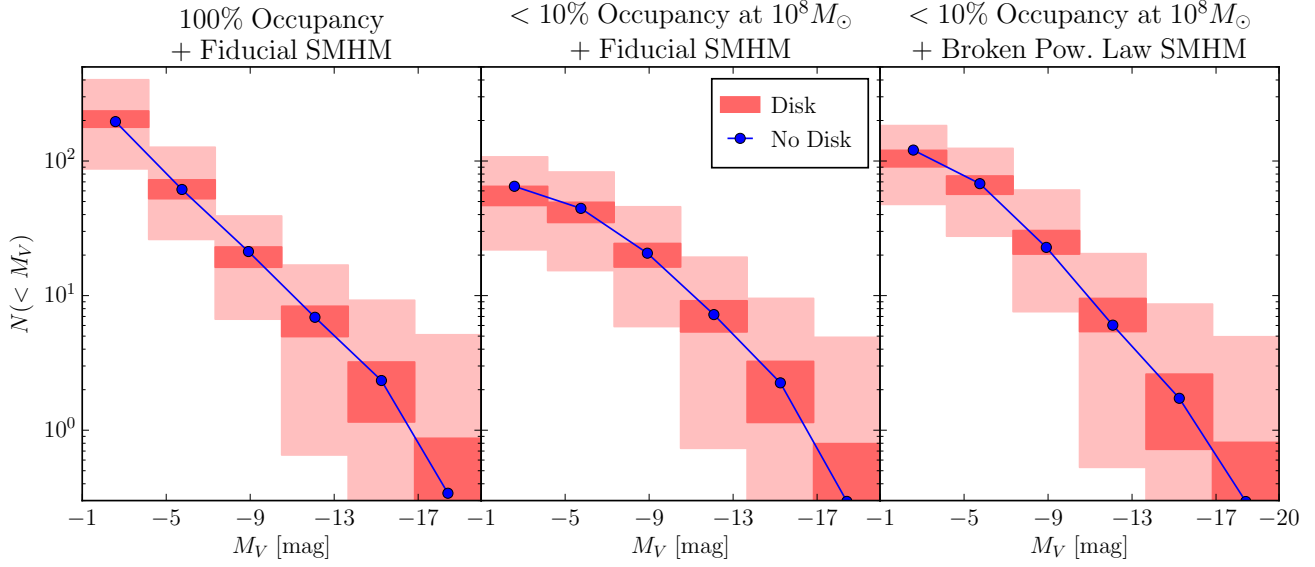 100% Occupancy
+ Fiducial SMHM
< 10% Occupancy at 10^8 M_⊙
+ Fiducial SMHM
< 10% Occupancy at 10^8 M_⊙
+ Broken Pow. Law SMHM
Disk
No Disk
N(< M_V)
10^2
10^1
10^0
−1 −5 −9 −13 −17
−1 −5 −9 −13 −17
−1 −5 −9 −13 −17 −20
M_V [mag]
M_V [mag]
M_V [mag]